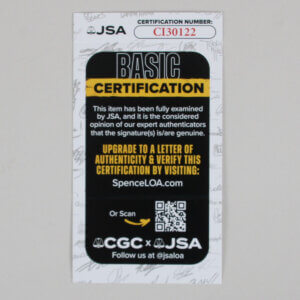 JSA
CERTIFICATION NUMBER:
CI30122
BASIC
CERTIFICATION
This item has been fully examined
by JSA, and it is the considered
opinion of our expert authenticators
that the signature(s) is/are genuine.
UPGRADE TO A LETTER OF
AUTHENTICITY & VERIFY THIS
CERTIFICATION BY VISITING:
SpenceLOA.com
Or Scan
CGC x JSA
Follow us at @jsaloa